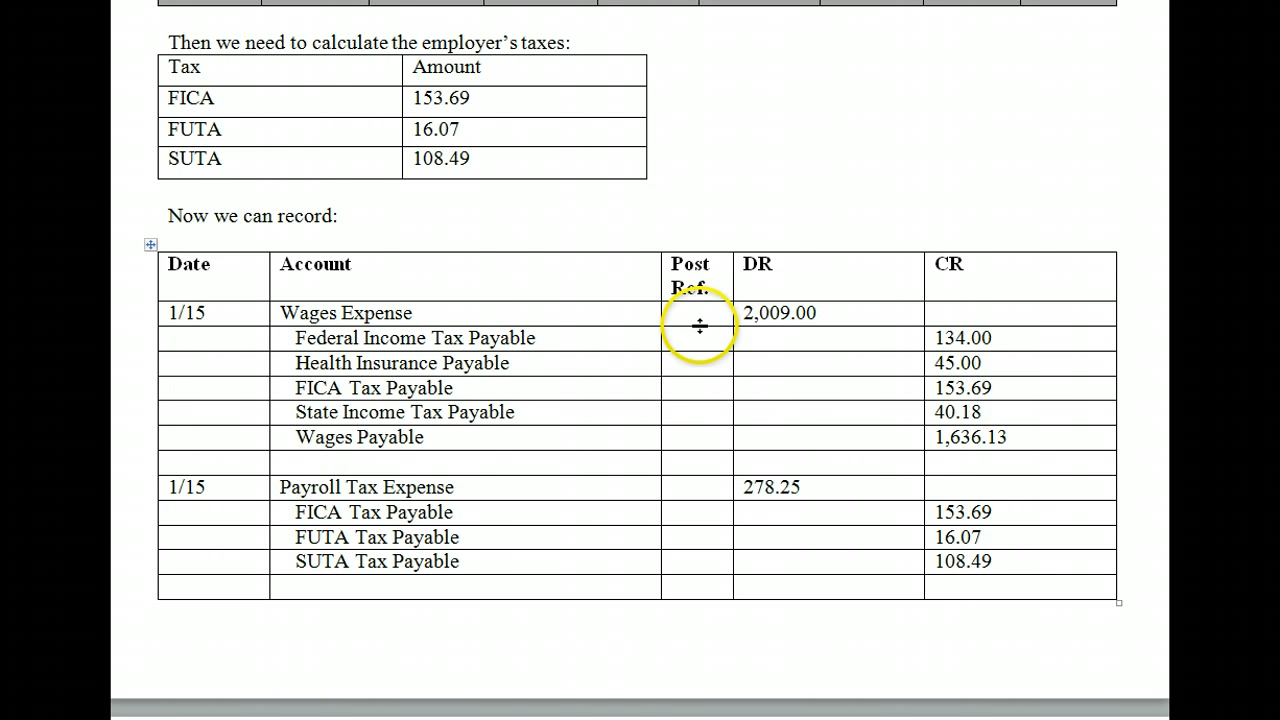 Then we need to calculate the employer's taxes:
Tax Amount
FICA 153.69
FUTA 16.07
SUTA 108.49
Now we can record:
Date Account Post Ref. DR CR
1/15 Wages Expense 2,009.00
Federal Income Tax Payable 134.00
Health Insurance Payable 45.00
FICA Tax Payable 153.69
State Income Tax Payable 40.18
Wages Payable 1,636.13
1/15 Payroll Tax Expense 278.25
FICA Tax Payable 153.69
FUTA Tax Payable 16.07
SUTA Tax Payable 108.49